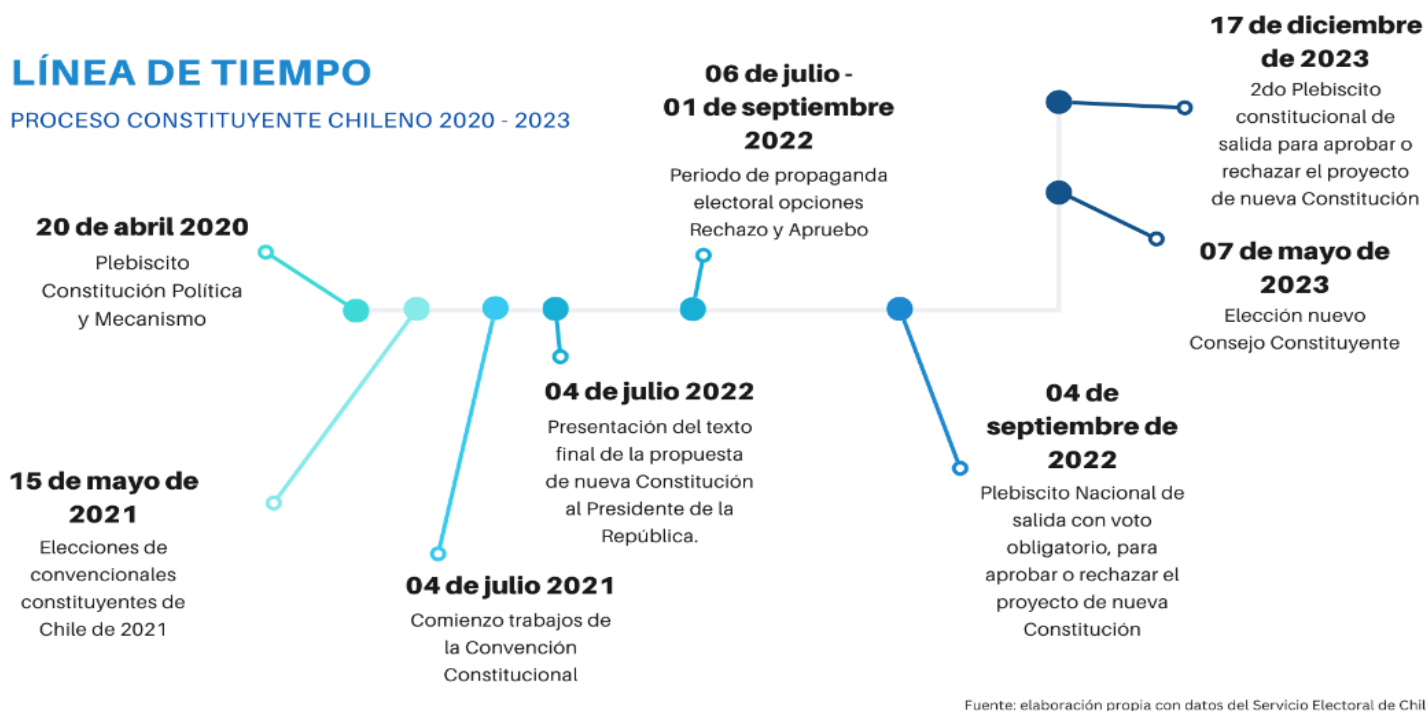 LÍNEA DE TIEMPO
PROCESO CONSTITUYENTE CHILENO 2020 - 2023
20 de abril 2020
Plebiscito
Constitución Política
y Mecanismo
15 de mayo de
2021
Elecciones de
convencionales
constituyentes de
Chile de 2021
04 de julio 2021
Comienzo trabajos de
la Convención
Constitucional
04 de julio 2022
Presentación del texto
final de la propuesta
de nueva Constitución
al Presidente de la
República.
06 de julio -
01 de septiembre
2022
Periodo de propaganda
electoral opciones
Rechazo y Apruebo
04 de
septiembre de
2022
Plebiscito Nacional de
salida con voto
obligatorio, para
aprobar o rechazar el
proyecto de nueva
Constitución
07 de mayo de
2023
Elección nuevo
Consejo Constituyente
17 de diciembre
de 2023
2do Plebiscito
constitucional de
salida para aprobar o
rechazar el proyecto
de nueva Constitución
Fuente: elaboración propia con datos del Servicio Electoral de Chil